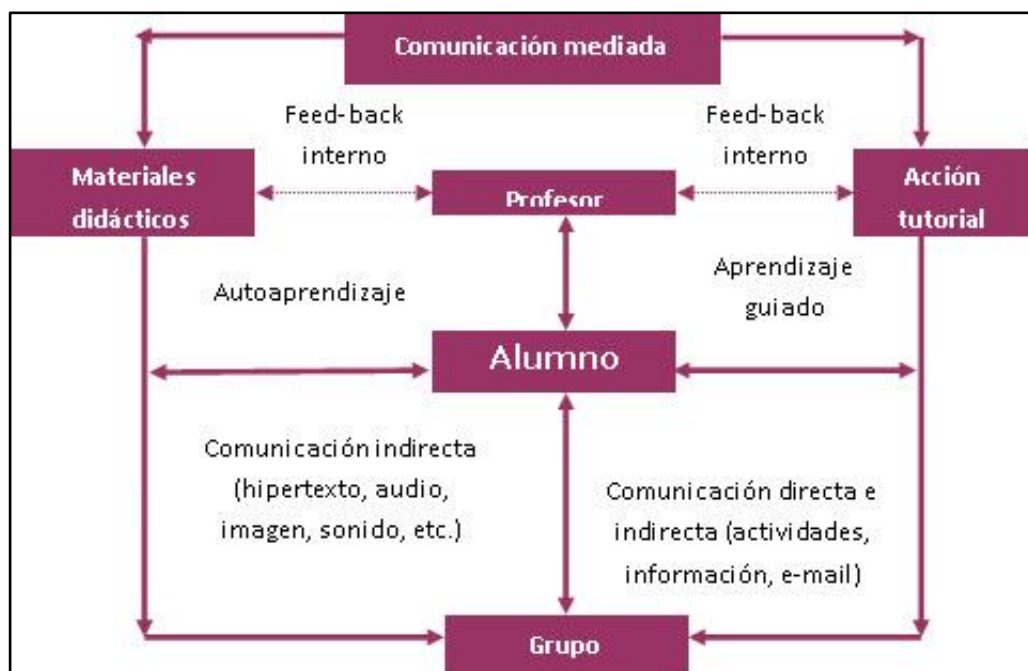 Comunicación mediada
Feed-back
interno
Feed-back
interno
Materiales
didácticos
Profesor
Acción
tutorial
Autoaprendizaje
Aprendizaje
guiado
Alumno
Comunicación indirecta
(hipertexto, audio,
imagen, sonido, etc.)
Comunicación directa e
indirecta (actividades,
información, e-mail)
Grupo